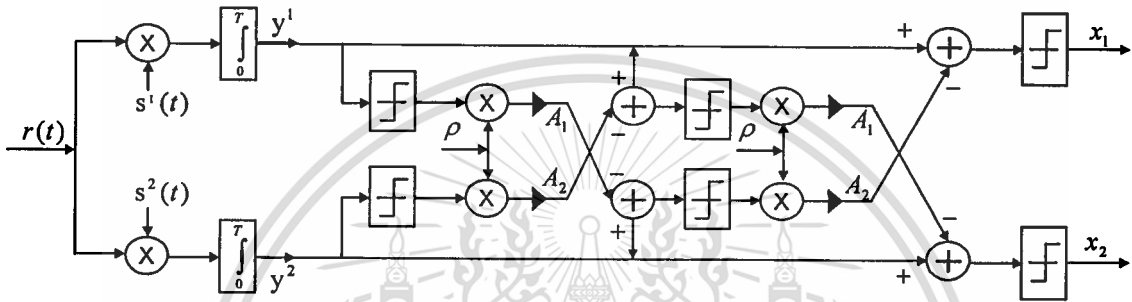 y¹
T
∫
0
+
+
x₁
X
s¹(t)
+
+
−
−
X
A₁
X
A₁
r(t)
ρ
ρ
s²(t)
X
A₂
−
+
X
A₂
−
+
X
T
∫
0
y²
+
+
x₂